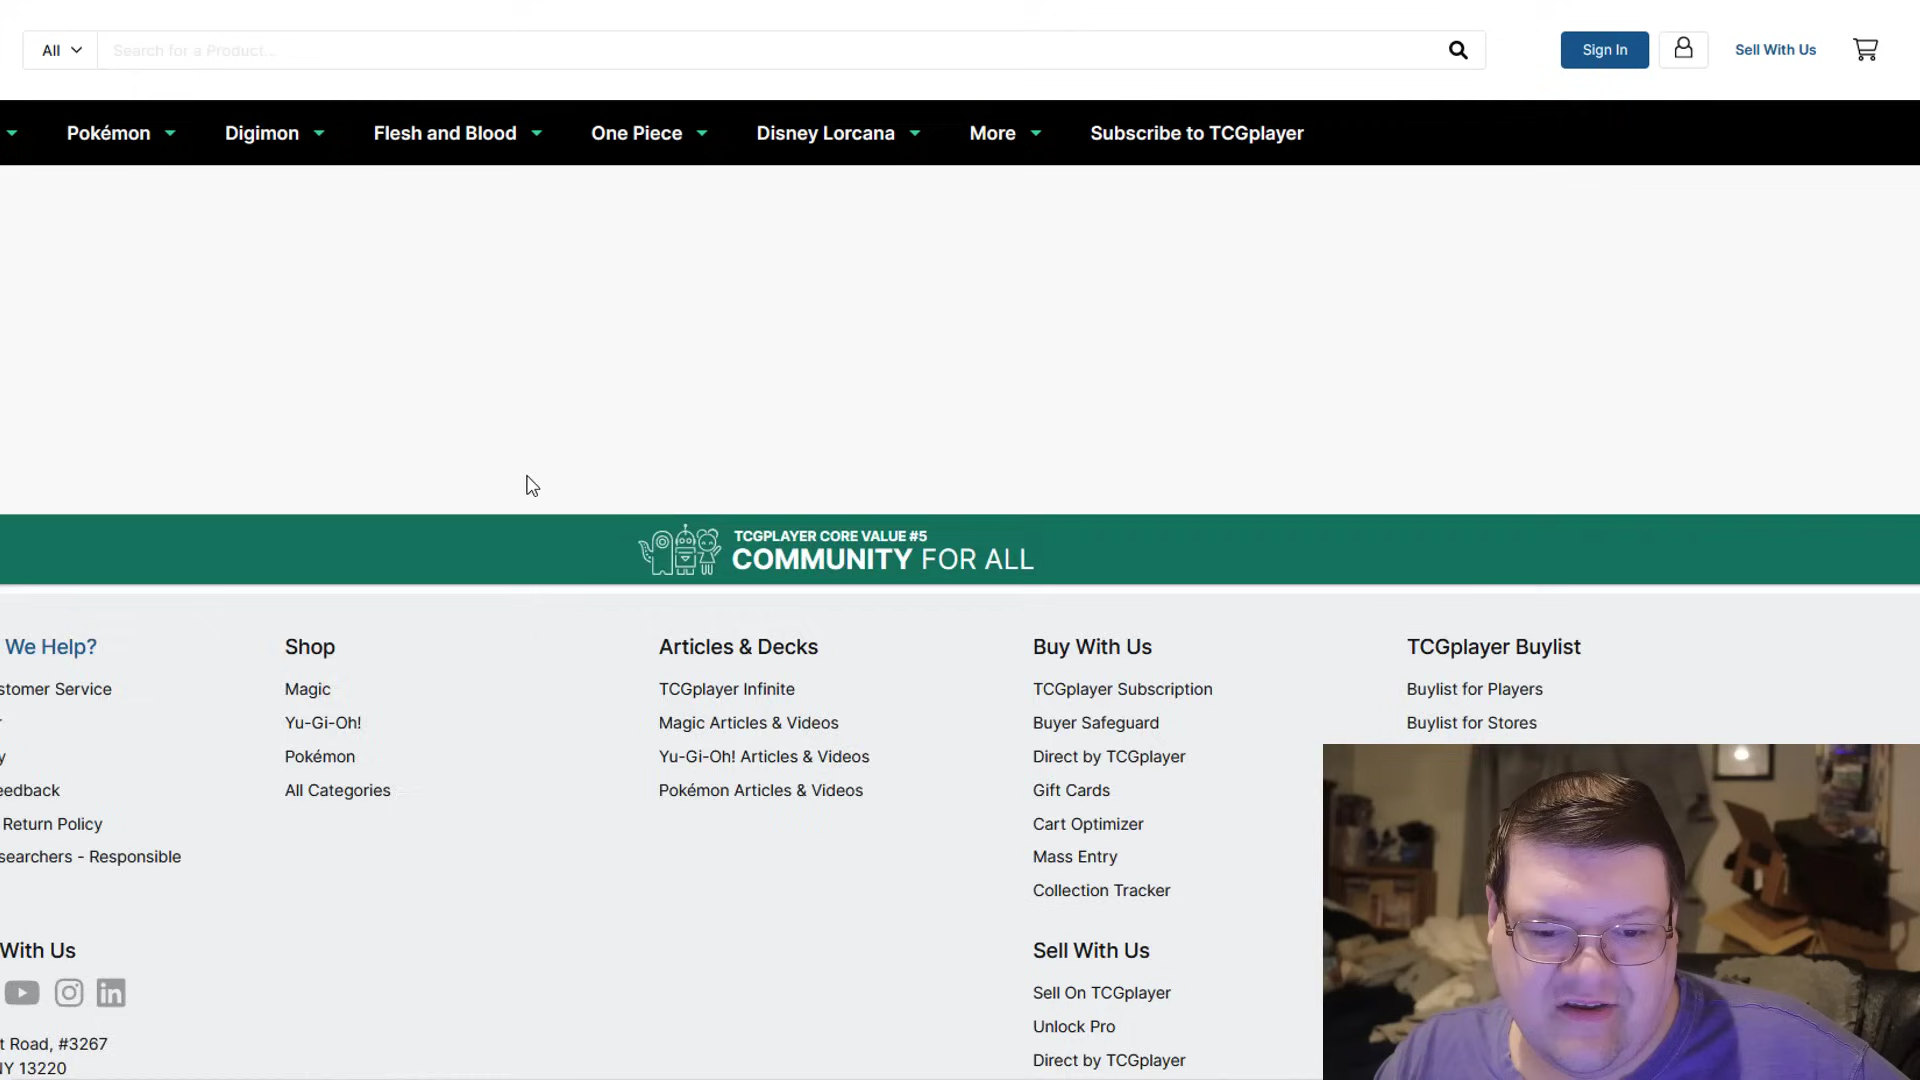 All
Search for a Product...
Sign In
Sell With Us
Pokémon
Digimon
Flesh and Blood
One Piece
Disney Lorcana
More
Subscribe to TCGplayer
TCGPLAYER CORE VALUE #5
COMMUNITY FOR ALL
We Help?
stomer Service
eedback
Return Policy
searchers - Responsible
With Us
t Road, #3267
NY 13220
Shop
Magic
Yu-Gi-Oh!
Pokémon
All Categories
Articles & Decks
TCGplayer Infinite
Magic Articles & Videos
Yu-Gi-Oh! Articles & Videos
Pokémon Articles & Videos
Buy With Us
TCGplayer Subscription
Buyer Safeguard
Direct by TCGplayer
Gift Cards
Cart Optimizer
Mass Entry
Collection Tracker
Sell With Us
Sell On TCGplayer
Unlock Pro
Direct by TCGplayer
TCGplayer Buylist
Buylist for Players
Buylist for Stores